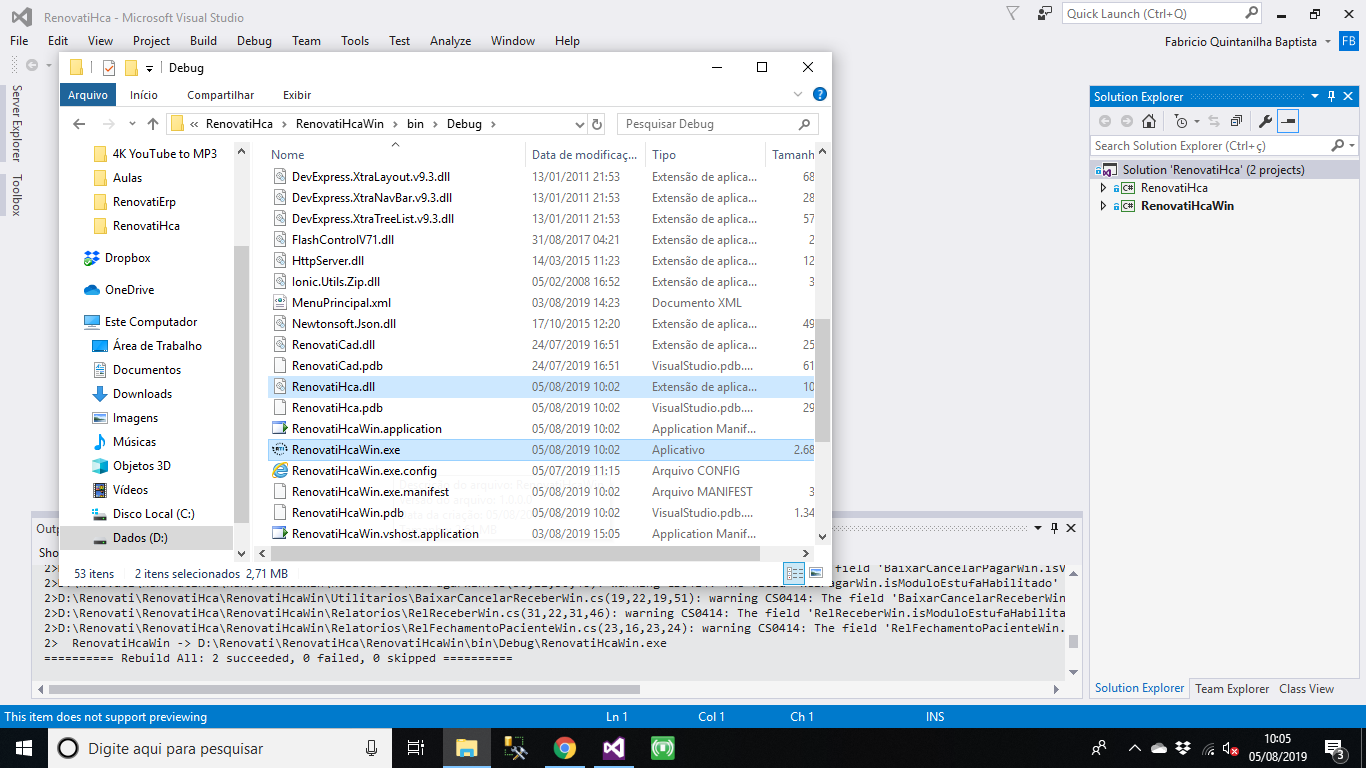 RenovatiHca - Microsoft Visual Studio
Quick Launch (Ctrl+Q)
File Edit View Project Build Debug Team Tools Test Analyze Window Help
Fabricio Quintanilha Baptista FB
Server Explorer
Toolbox
Debug
Arquivo Início Compartilhar Exibir
« RenovatiHca > RenovatiHcaWin > bin > Debug >
Pesquisar Debug
4K YouTube to MP3
Aulas
RenovatiErp
RenovatiHca
Dropbox
OneDrive
Este Computador
Área de Trabalho
Documentos
Downloads
Imagens
Músicas
Objetos 3D
Vídeos
Disco Local (C:)
Dados (D:)
Nome Data de modificaç... Tipo Tamanh
DevExpress.XtraLayout.v9.3.dll 13/01/2011 21:53 Extensão de aplica... 68
DevExpress.XtraNavBar.v9.3.dll 13/01/2011 21:53 Extensão de aplica... 28
DevExpress.XtraTreeList.v9.3.dll 13/01/2011 21:53 Extensão de aplica... 57
FlashControlV71.dll 31/08/2017 04:21 Extensão de aplica... 2
HttpServer.dll 14/03/2015 11:23 Extensão de aplica... 12
Ionic.Utils.Zip.dll 05/02/2008 16:52 Extensão de aplica... 3
MenuPrincipal.xml 03/08/2019 14:23 Documento XML
Newtonsoft.Json.dll 17/10/2015 12:20 Extensão de aplica... 49
RenovatiCad.dll 24/07/2019 16:51 Extensão de aplica... 25
RenovatiCad.pdb 24/07/2019 16:51 VisualStudio.pdb.... 61
RenovatiHca.dll 05/08/2019 10:02 Extensão de aplica... 10
RenovatiHca.pdb 05/08/2019 10:02 VisualStudio.pdb.... 29
RenovatiHcaWin.application 05/08/2019 10:02 Application Manif...
RenovatiHcaWin.exe 05/08/2019 10:02 Aplicativo 2.68
RenovatiHcaWin.exe.config 05/07/2019 11:15 Arquivo CONFIG
RenovatiHcaWin.exe.manifest 05/08/2019 10:02 Arquivo MANIFEST 3
RenovatiHcaWin.pdb 05/08/2019 10:02 VisualStudio.pdb.... 1.34
RenovatiHcaWin.vshost.application 03/08/2019 15:05 Application Manif...
53 itens 2 itens selecionados 2,71 MB
Solution Explorer
Search Solution Explorer (Ctrl+ç)
Solution 'RenovatiHca' (2 projects)
C# RenovatiHca
C# RenovatiHcaWin
Solution Explorer Team Explorer Class View
Outp
Sho
field 'BaixarCancelarPagarWin.isV
2>D:\Renovati\RenovatiHca\RenovatiHcaWin\Utilitarios\BaixarCancelarReceberWin.cs(19,22,19,51): warning CS0414: The field 'BaixarCancelarReceberWin
2>D:\Renovati\RenovatiHca\RenovatiHcaWin\Relatorios\RelReceberWin.cs(31,22,31,46): warning CS0414: The field 'RelReceberWin.isModuloEstufaHabilita
2>D:\Renovati\RenovatiHca\RenovatiHcaWin\Relatorios\RelFechamentoPacienteWin.cs(23,16,23,24): warning CS0414: The field 'RelFechamentoPacienteWin.
2> RenovatiHcaWin -> D:\Renovati\RenovatiHca\RenovatiHcaWin\bin\Debug\RenovatiHcaWin.exe
========== Rebuild All: 2 succeeded, 0 failed, 0 skipped ==========
This item does not support previewing Ln 1 Col 1 Ch 1 INS
Digite aqui para pesquisar
10:05
05/08/2019
3